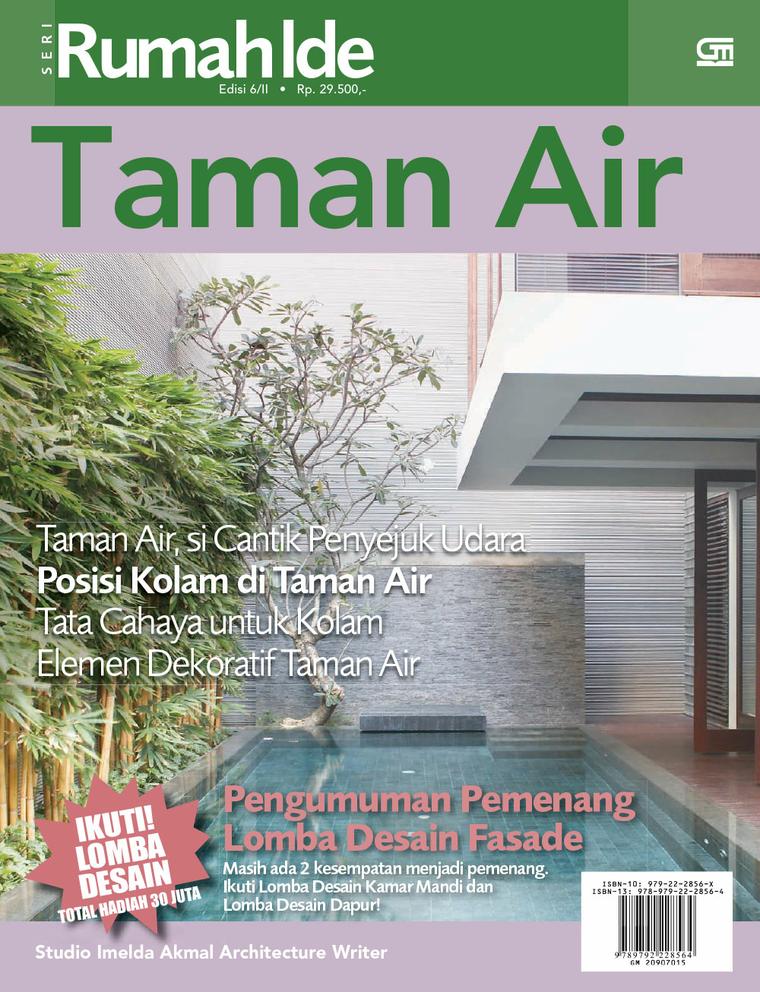 SERI
Rumah Ide
Edisi 6/II • Rp. 29.500,-
GM
Taman Air
Taman Air, si Cantik Penyejuk Udara
Posisi Kolam di Taman Air
Tata Cahaya untuk Kolam
Elemen Dekoratif Taman Air
IKUTI!
LOMBA
DESAIN
TOTAL HADIAH 30 JUTA
Pengumuman Pemenang
Lomba Desain Fasade
Masih ada 2 kesempatan menjadi pemenang.
Ikuti Lomba Desain Kamar Mandi dan
Lomba Desain Dapur!
ISBN-10: 979-22-2856-X
ISBN-13: 978-979-22-2856-4
9789792228564
GM 20907015
Studio Imelda Akmal Architecture Writer